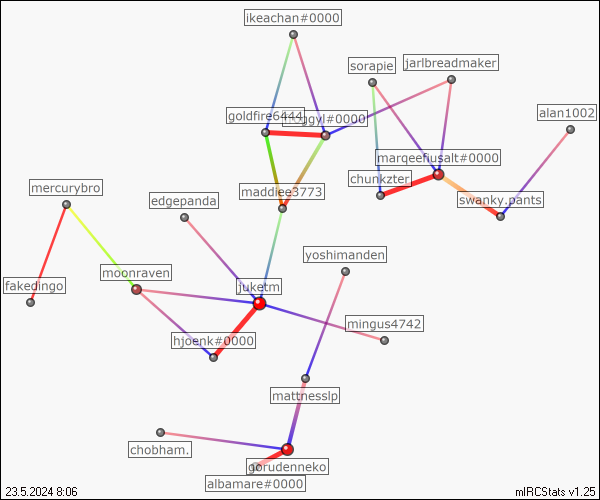 ikeachan#0000
sorapie
jarlbreadmaker
alan1002
goldfire6444
ggyl#0000
marqeefiusalt#0000
chunkzter
swanky.pants
maddiee3773
mercurybro
edgepanda
yoshimanden
moonraven
fakedingo
juketm
mingus4742
hjoenk#0000
mattnesslp
chobham.
gorudenneko
albamare#0000
23.5.2024 8:06
mIRCStats v1.25